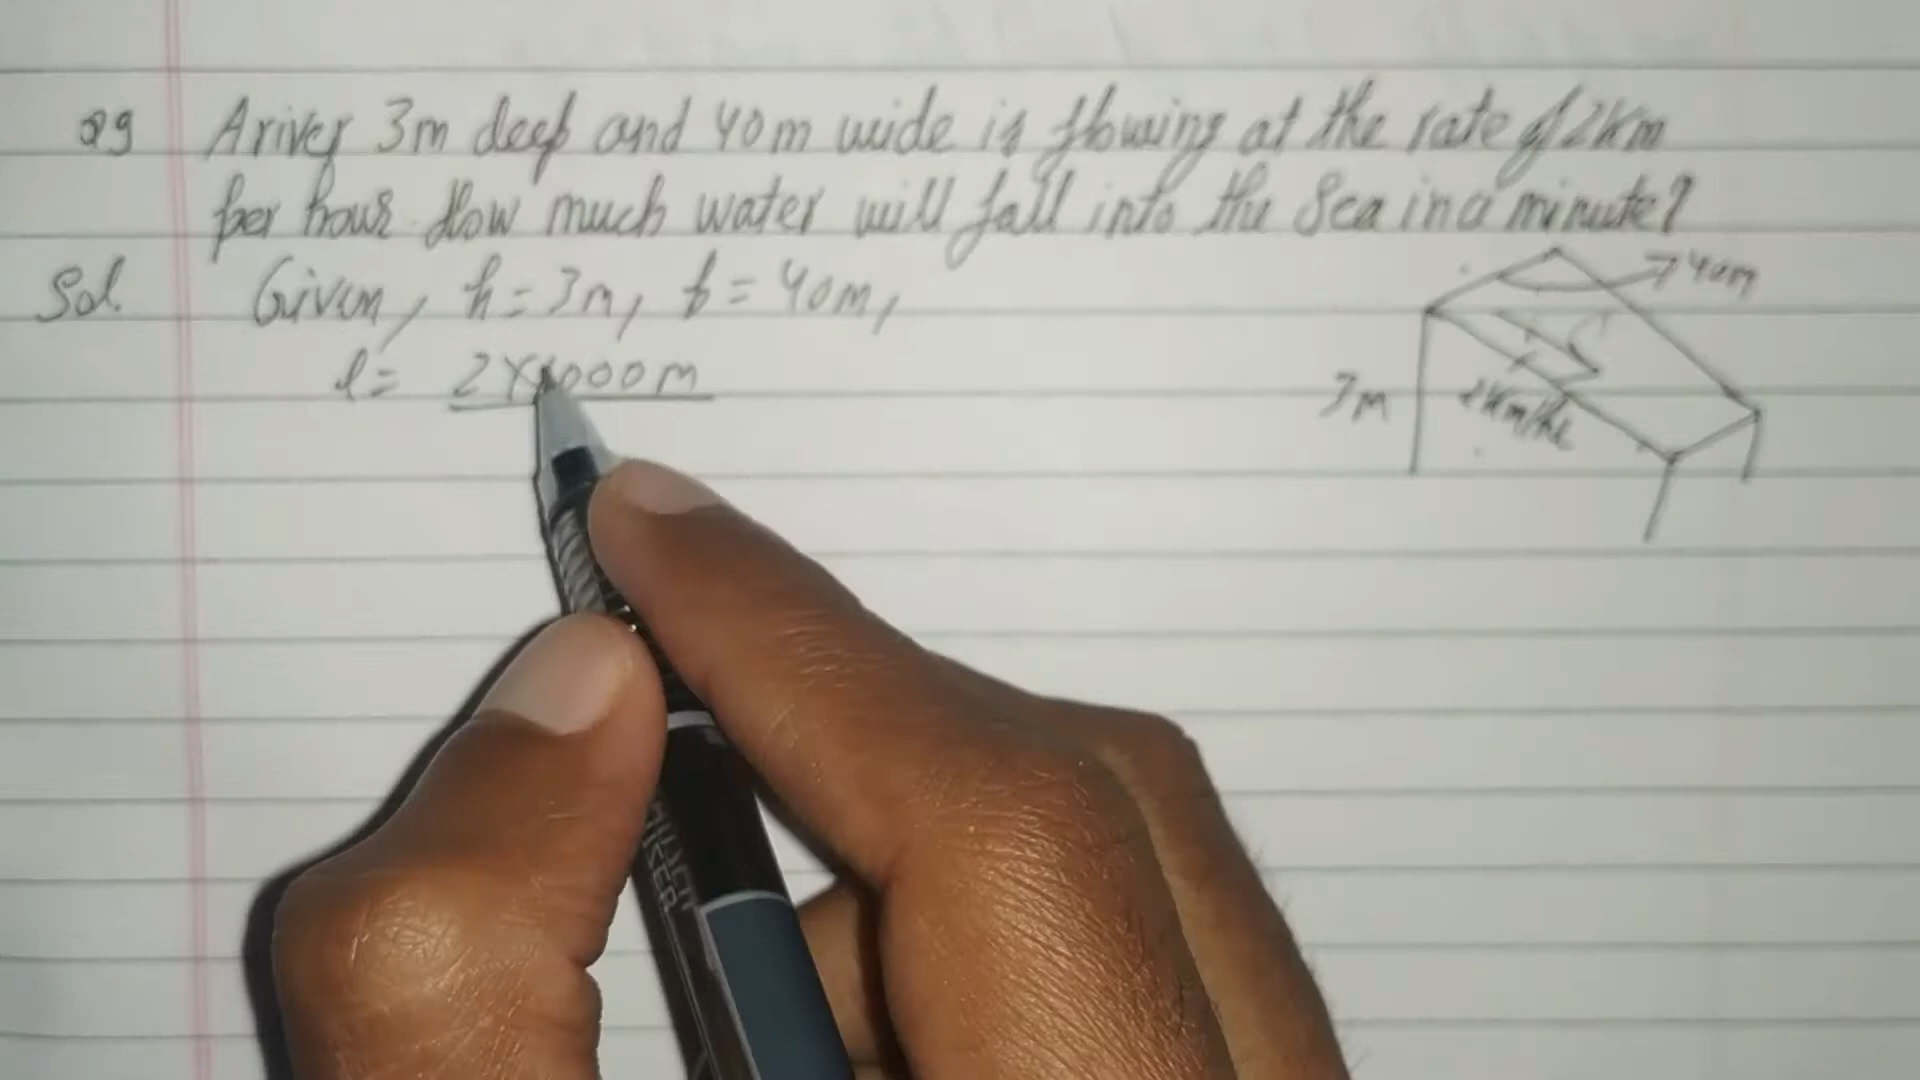 Q9 A river 3m deep and 40m wide is flowing at the rate of 2km
per hour How much water will fall into the Sea in a minute?
Sol. Given, h = 3m, b = 40m,
l = 2×1000m
40m
3m
2km/hr